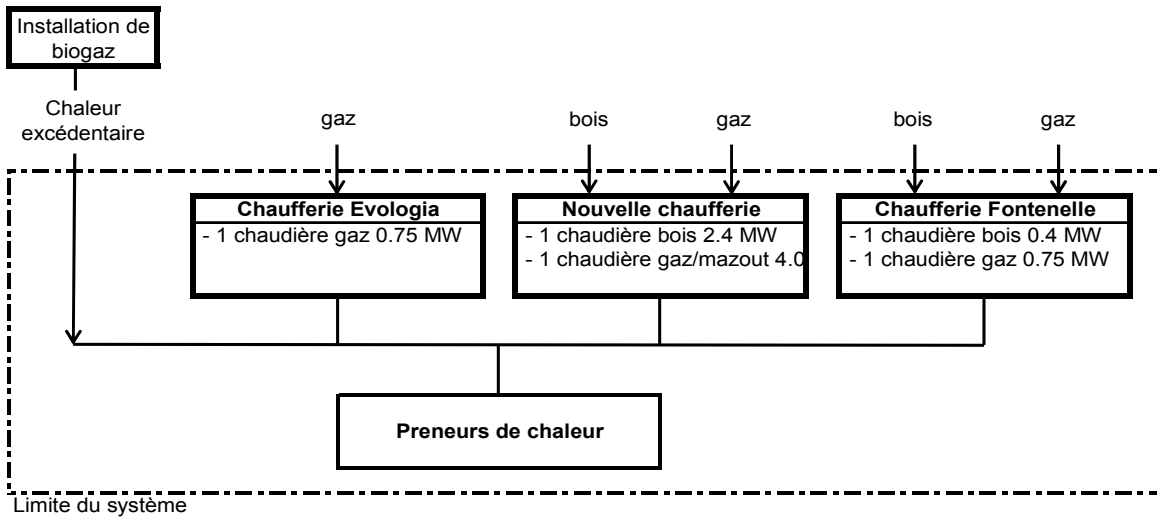 Installation de
biogaz
Chaleur
excédentaire
gaz
bois
gaz
bois
gaz
Chaufferie Evologia
- 1 chaudière gaz 0.75 MW
Nouvelle chaufferie
- 1 chaudière bois 2.4 MW
- 1 chaudière gaz/mazout 4.0
Chaufferie Fontenelle
- 1 chaudière bois 0.4 MW
- 1 chaudière gaz 0.75 MW
Preneurs de chaleur
Limite du système